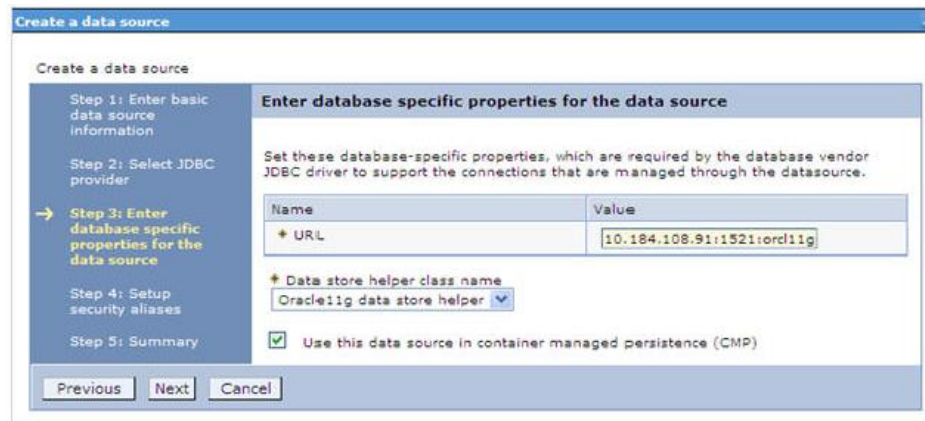 Create a data source
Create a data source
Step 1: Enter basic
data source
information
Step 2: Select JDBC
provider
Step 3: Enter
database specific
properties for the
data source
Step 4: Setup
security aliases
Step 5: Summary
Enter database specific properties for the data source
Set these database-specific properties, which are required by the database vendor
JDBC driver to support the connections that are managed through the datasource.
Name Value
URL 10.184.108.91:1521:orcl11g
Data store helper class name
Oracle11g data store helper
Use this data source in container managed persistence (CMP)
Previous Next Cancel